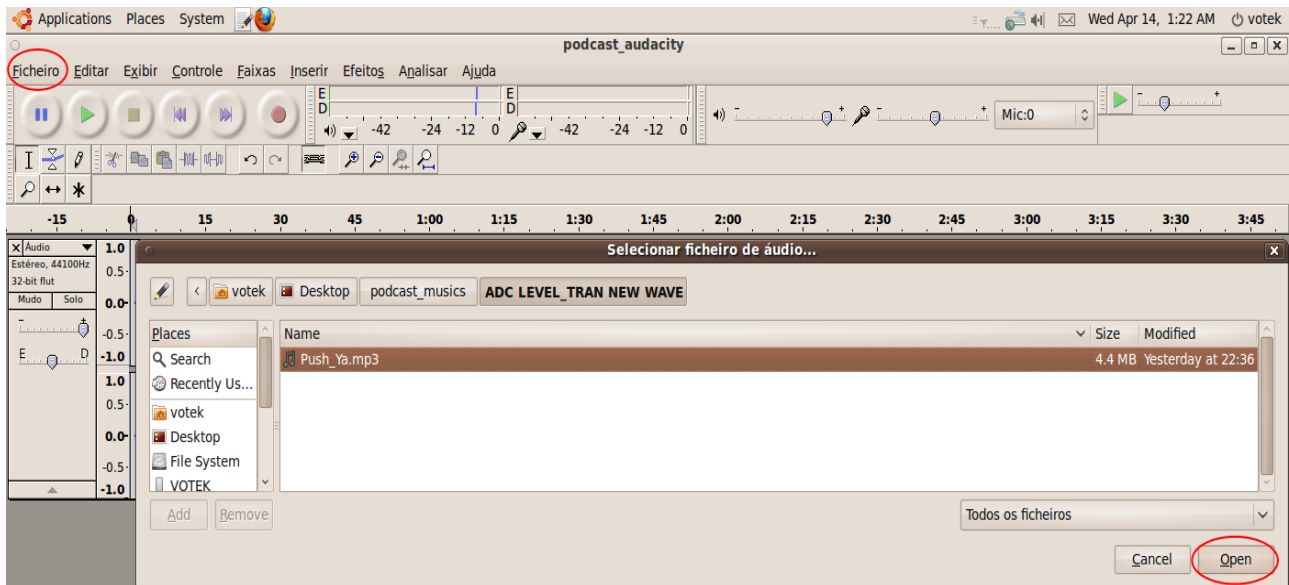 Applications Places System Wed Apr 14, 1:22 AM votek
podcast_audacity
Ficheiro Editar Exibir Controle Faixas Inserir Efeitos Analisar Ajuda
E E
D D
-42 -24 -12 0 -42 -24 -12 0 - + - + Mic:0 - +
-15 0 15 30 45 1:00 1:15 1:30 1:45 2:00 2:15 2:30 2:45 3:00 3:15 3:30 3:45
X Áudio 1.0
Estéreo, 44100Hz
32-bit flut
0.5
Mudo Solo 0.0
- + -0.5
E D -1.0
1.0
0.5
0.0
-0.5
-1.0
Selecionar ficheiro de áudio...
votek Desktop podcast_musics ADC LEVEL_TRAN NEW WAVE
Places Name Size Modified
Search Push_Ya.mp3 4.4 MB Yesterday at 22:36
Recently Us...
votek
Desktop
File System
VOTEK
Add Remove Todos os ficheiros
Cancel Open